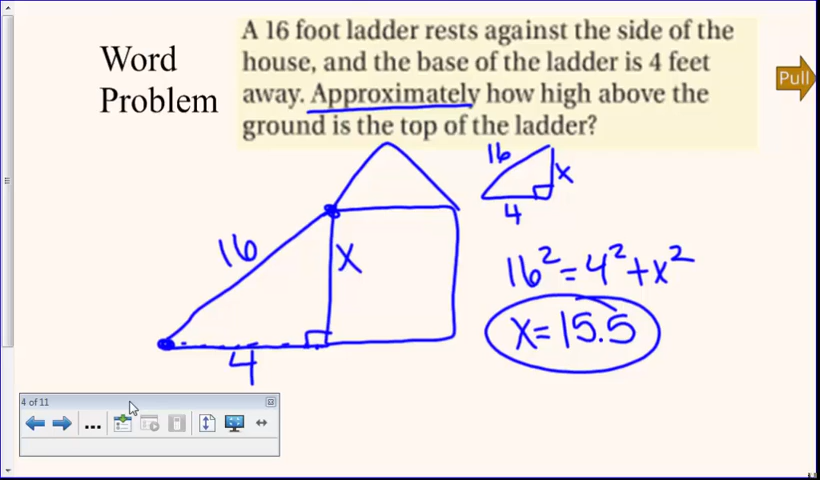 Word
Problem
A 16 foot ladder rests against the side of the
house, and the base of the ladder is 4 feet
away. Approximately how high above the
ground is the top of the ladder?
Pull
16
x
4
16
x
4
16² = 4² + x²
x = 15.5
4 of 11
...